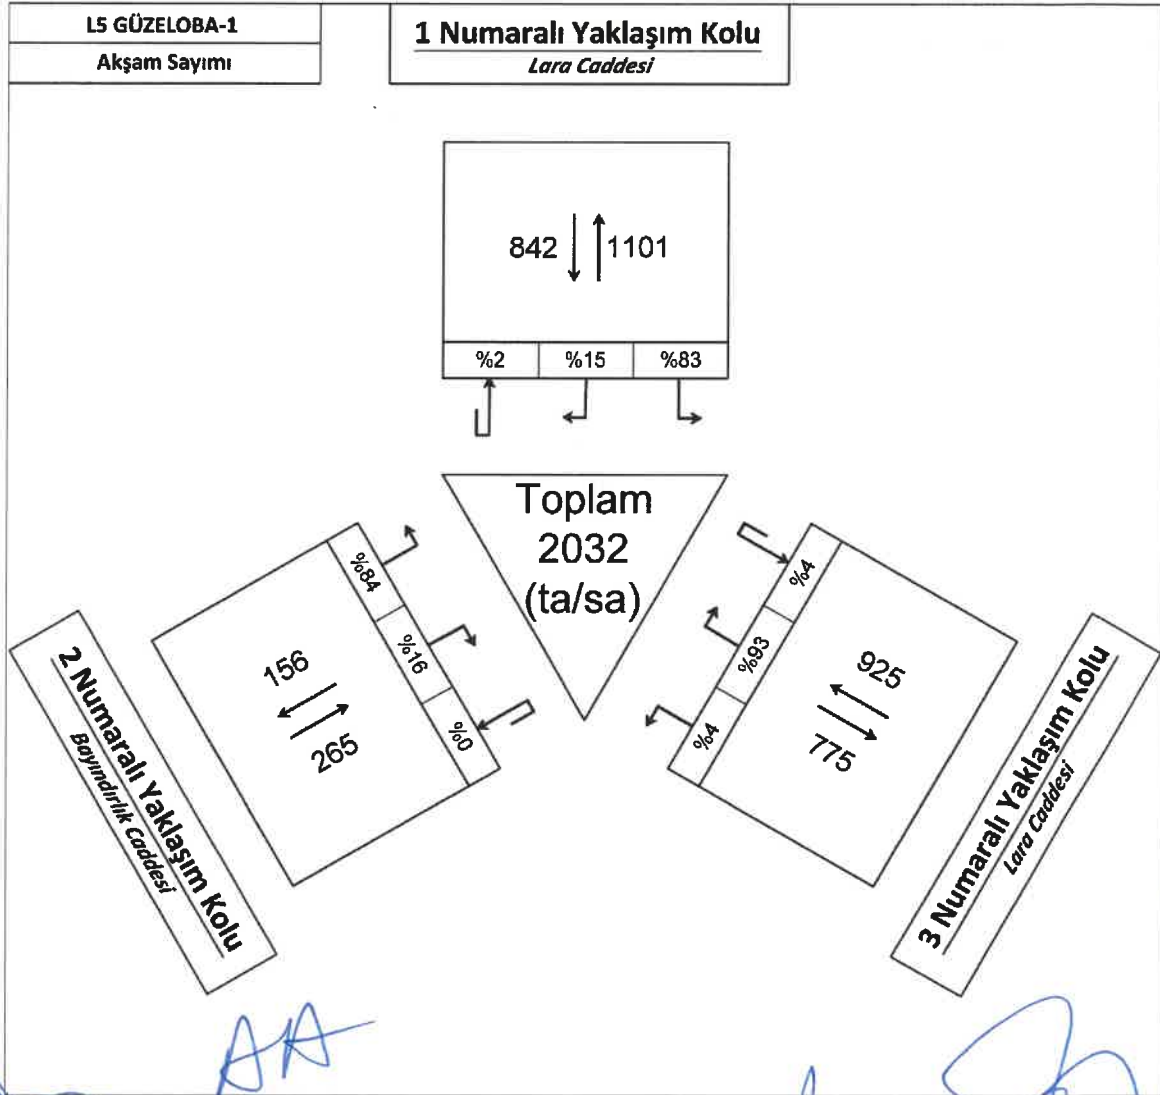 L5 GÜZELOBA-1
Akşam Sayımı
1 Numaralı Yaklaşım Kolu
Lara Caddesi
842
1101
%2
%15
%83
Toplam
2032
(ta/sa)
%84
%16
%0
156
265
2 Numaralı Yaklaşım Kolu
Bayındırlık Caddesi
%4
%93
%4
925
775
3 Numaralı Yaklaşım Kolu
Lara Caddesi